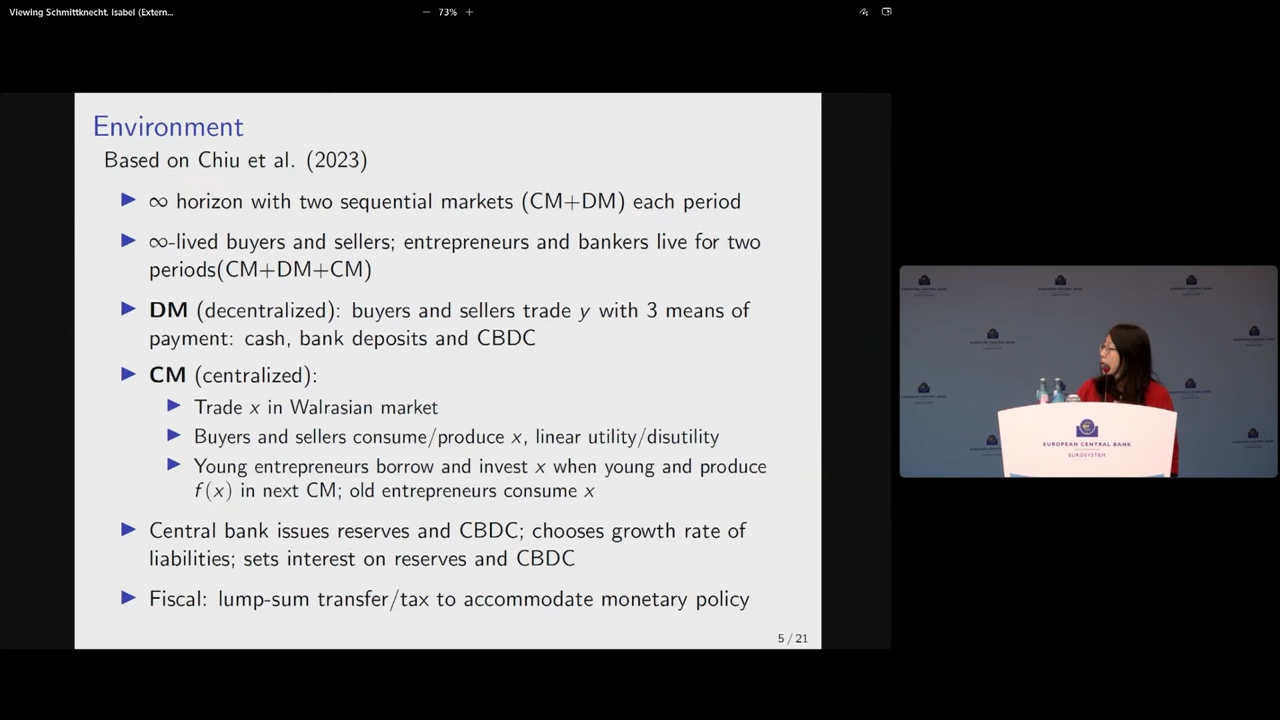 Viewing Schmittknecht. Isabel (Extern...
− 73% +
Environment
Based on Chiu et al. (2023)
∞ horizon with two sequential markets (CM+DM) each period
∞-lived buyers and sellers; entrepreneurs and bankers live for two
periods(CM+DM+CM)
DM (decentralized): buyers and sellers trade y with 3 means of
payment: cash, bank deposits and CBDC
CM (centralized):
Trade x in Walrasian market
Buyers and sellers consume/produce x, linear utility/disutility
Young entrepreneurs borrow and invest x when young and produce
f(x) in next CM; old entrepreneurs consume x
Central bank issues reserves and CBDC; chooses growth rate of
liabilities; sets interest on reserves and CBDC
Fiscal: lump-sum transfer/tax to accommodate monetary policy
5 / 21
EUROPEAN CENTRAL BANK
EUROSYSTEM